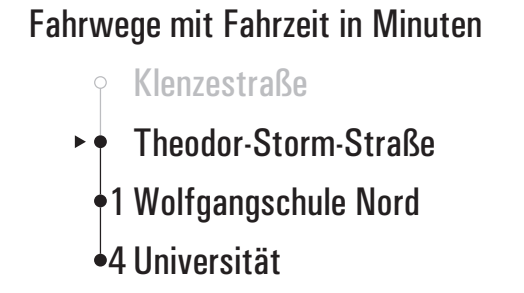 Fahrwege mit Fahrzeit in Minuten
Klenzestraße
Theodor-Storm-Straße
1 Wolfgangschule Nord
4 Universität